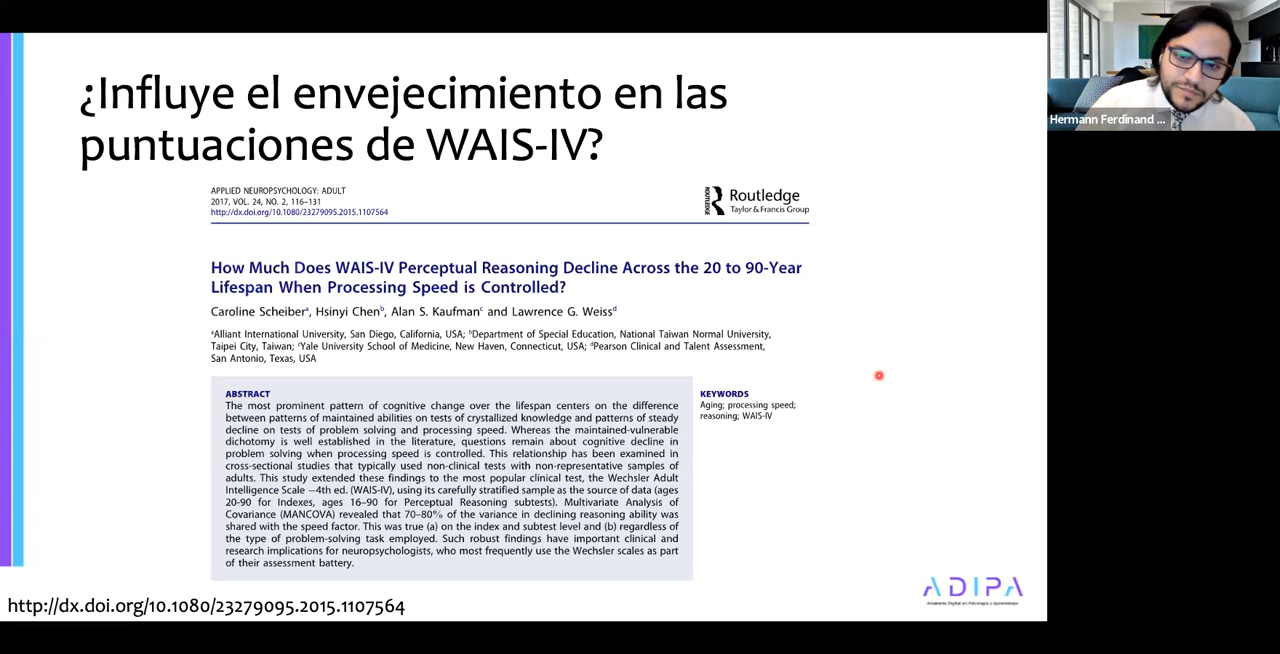 ¿Influye el envejecimiento en las
puntuaciones de WAIS-IV?
APPLIED NEUROPSYCHOLOGY: ADULT
2017, VOL. 24, NO. 2, 116–131
http://dx.doi.org/10.1080/23279095.2015.1107564
ROUTLEDGE
Routledge
Taylor & Francis Group
How Much Does WAIS-IV Perceptual Reasoning Decline Across the 20 to 90-Year
Lifespan When Processing Speed is Controlled?
Caroline Scheiberᵃ, Hsinyi Chenᵇ, Alan S. Kaufmanᶜ and Lawrence G. Weissᵈ
ᵃAlliant International University, San Diego, California, USA; ᵇDepartment of Special Education, National Taiwan Normal University,
Taipei City, Taiwan; ᶜYale University School of Medicine, New Haven, Connecticut, USA; ᵈPearson Clinical and Talent Assessment,
San Antonio, Texas, USA
ABSTRACT
The most prominent pattern of cognitive change over the lifespan centers on the difference
between patterns of maintained abilities on tests of crystallized knowledge and patterns of steady
decline on tests of problem solving and processing speed. Whereas the maintained-vulnerable
dichotomy is well established in the literature, questions remain about cognitive decline in
problem solving when processing speed is controlled. This relationship has been examined in
cross-sectional studies that typically used non-clinical tests with non-representative samples of
adults. This study extended these findings to the most popular clinical test, the Wechsler Adult
Intelligence Scale –4th ed. (WAIS-IV), using its carefully stratified sample as the source of data (ages
20-90 for Indexes, ages 16–90 for Perceptual Reasoning subtests). Multivariate Analysis of
Covariance (MANCOVA) revealed that 70–80% of the variance in declining reasoning ability was
shared with the speed factor. This was true (a) on the index and subtest level and (b) regardless of
the type of problem-solving task employed. Such robust findings have important clinical and
research implications for neuropsychologists, who most frequently use the Wechsler scales as part
of their assessment battery.
KEYWORDS
Aging; processing speed;
reasoning; WAIS-IV
http://dx.doi.org/10.1080/23279095.2015.1107564
ADIPA
Academia Digital en Psicología y Aprendizaje
Hermann Ferdinand ...